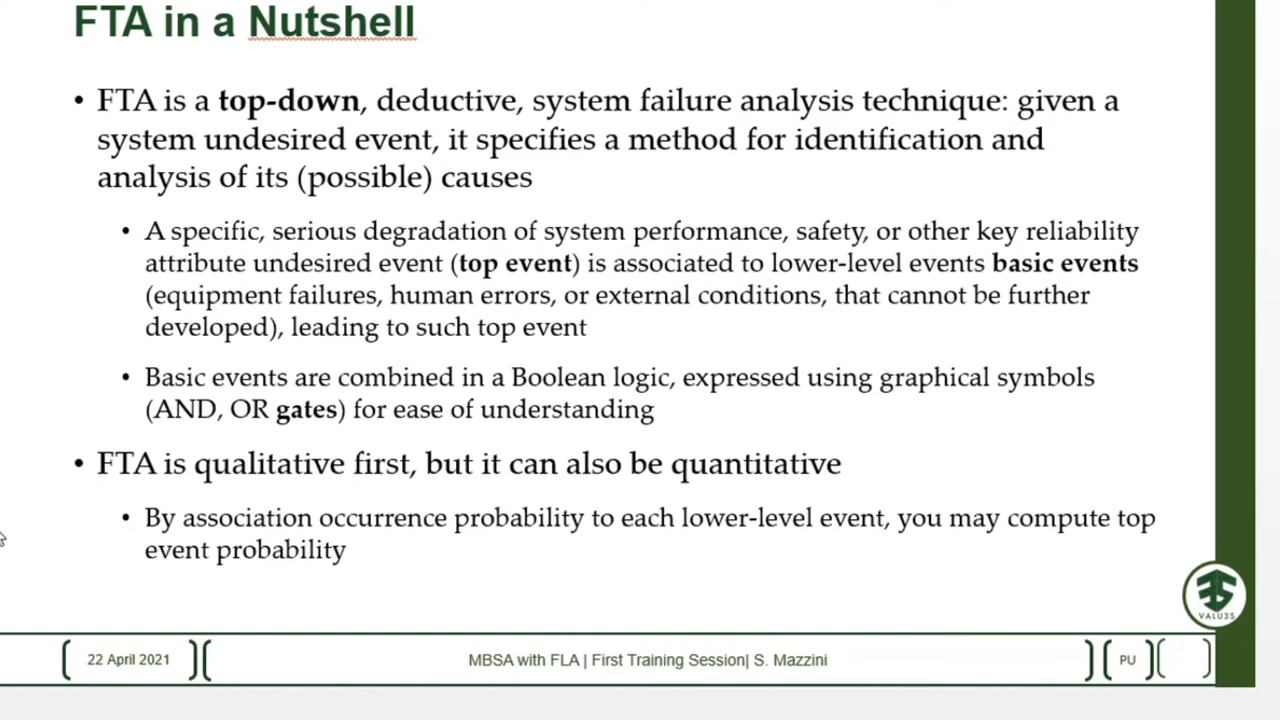 FTA in a Nutshell
• FTA is a top-down, deductive, system failure analysis technique: given a
system undesired event, it specifies a method for identification and
analysis of its (possible) causes
• A specific, serious degradation of system performance, safety, or other key reliability
attribute undesired event (top event) is associated to lower-level events basic events
(equipment failures, human errors, or external conditions, that cannot be further
developed), leading to such top event
• Basic events are combined in a Boolean logic, expressed using graphical symbols
(AND, OR gates) for ease of understanding
• FTA is qualitative first, but it can also be quantitative
• By association occurrence probability to each lower-level event, you may compute top
event probability
VALU3S
22 April 2021
MBSA with FLA | First Training Session| S. Mazzini
PU